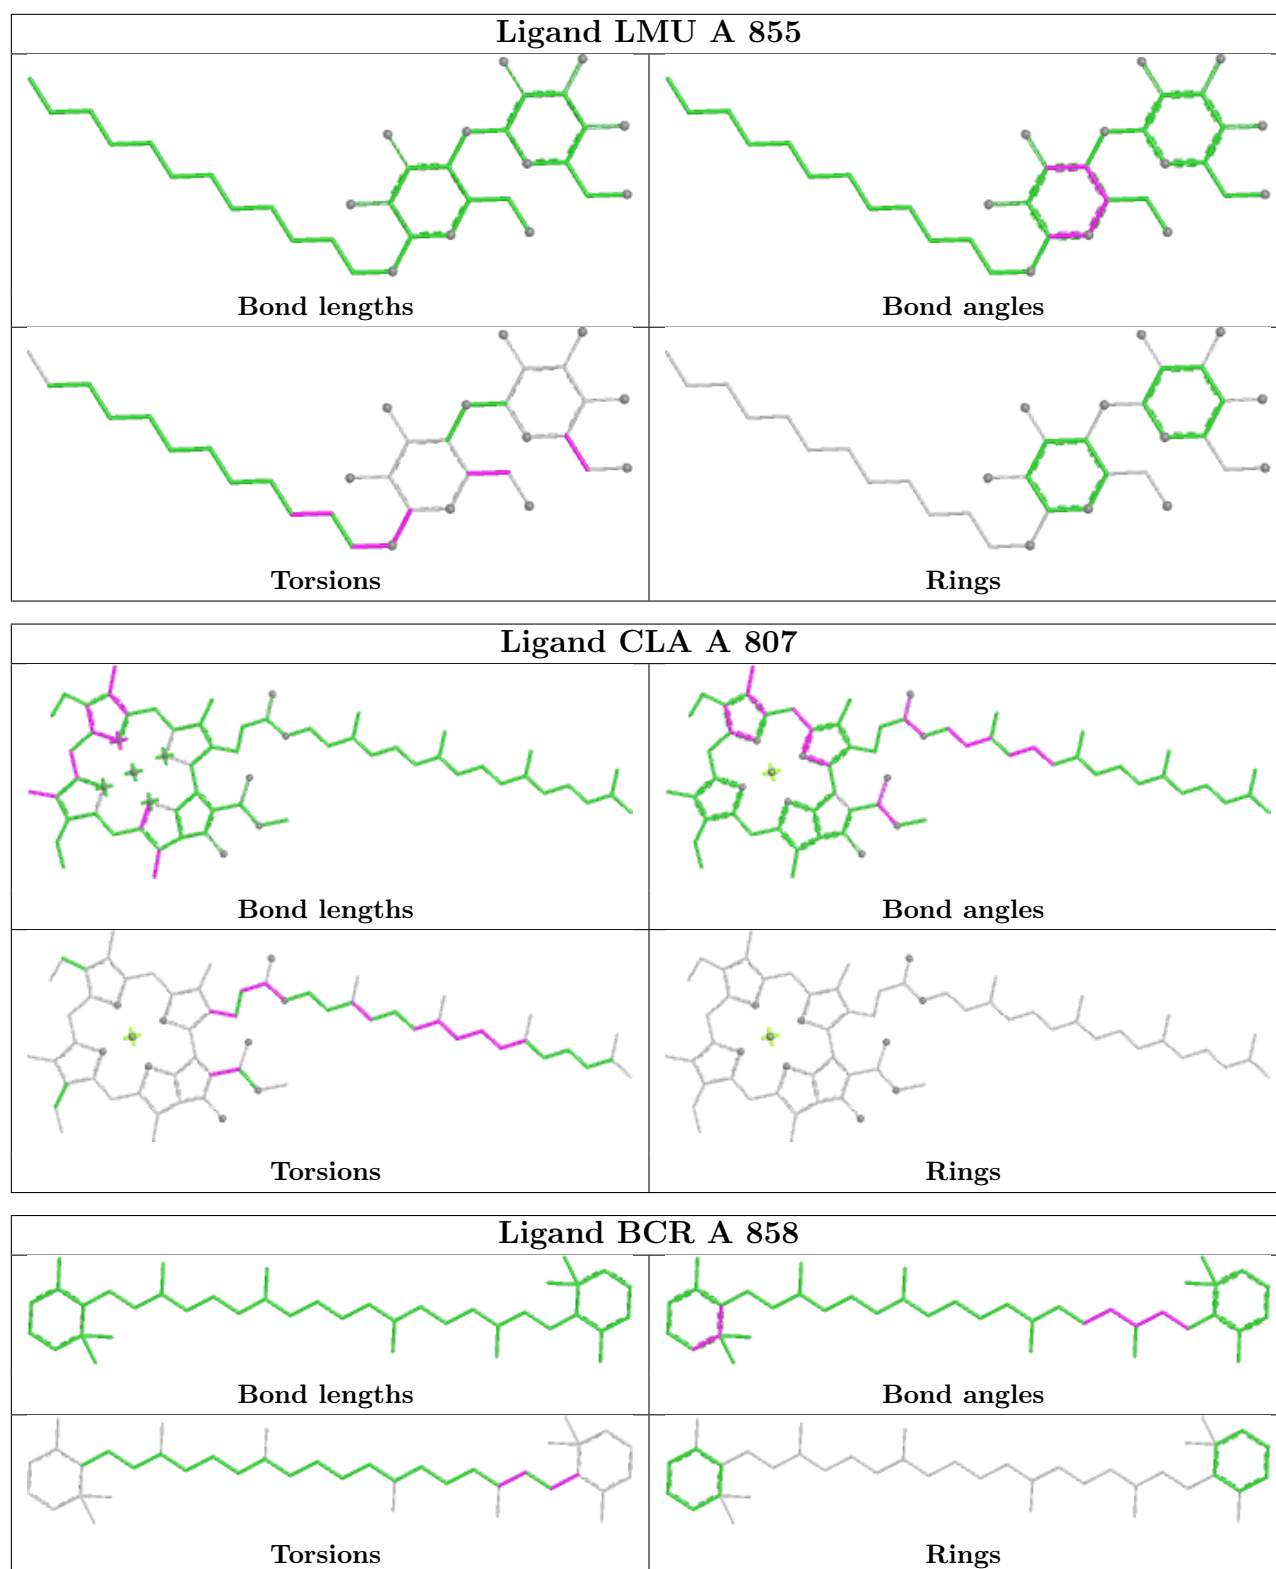 Ligand LMU A 855
Bond lengths
Bond angles
Torsions
Rings
Ligand CLA A 807
Bond lengths
Bond angles
Torsions
Rings
Ligand BCR A 858
Bond lengths
Bond angles
Torsions
Rings